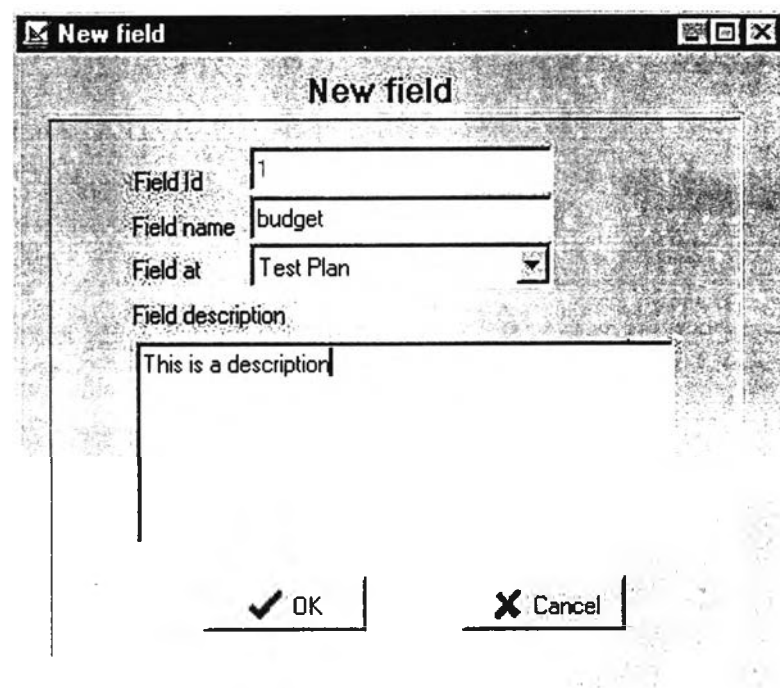 New field
New field
Field Id 1
Field name budget
Field at Test Plan
Field description
This is a description
OK Cancel